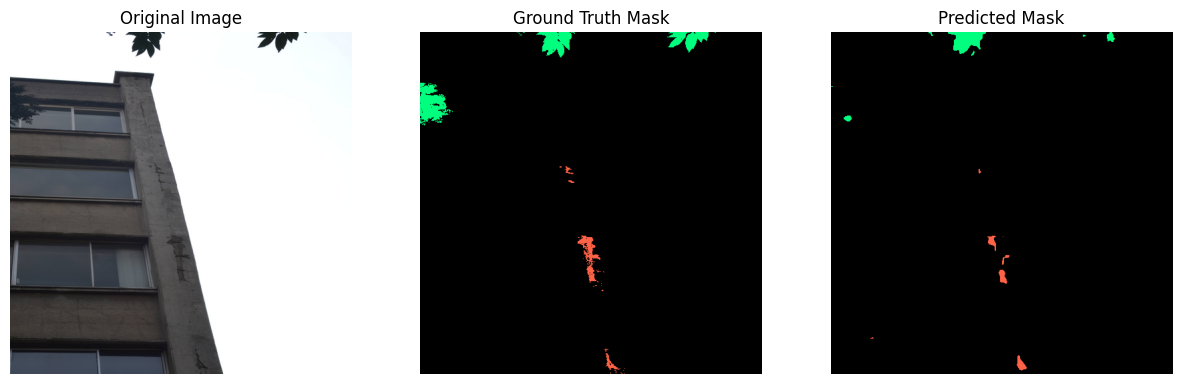 Original Image
Ground Truth Mask
Predicted Mask